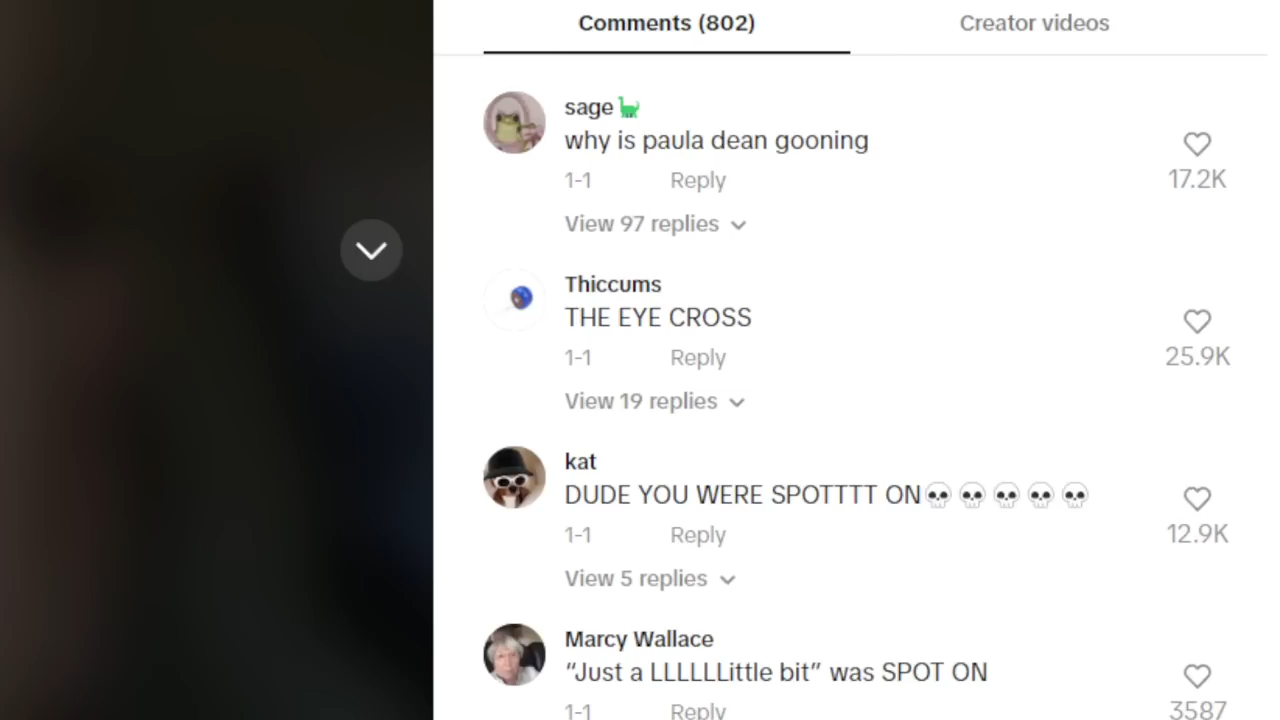 Comments (802)
Creator videos
sage🦕
why is paula dean gooning
17.2K
1-1 Reply
View 97 replies
Thiccums
THE EYE CROSS
25.9K
1-1 Reply
View 19 replies
kat
DUDE YOU WERE SPOTTTT ON💀💀💀💀💀
12.9K
1-1 Reply
View 5 replies
Marcy Wallace
“Just a LLLLLLittle bit” was SPOT ON
3587
1-1 Reply